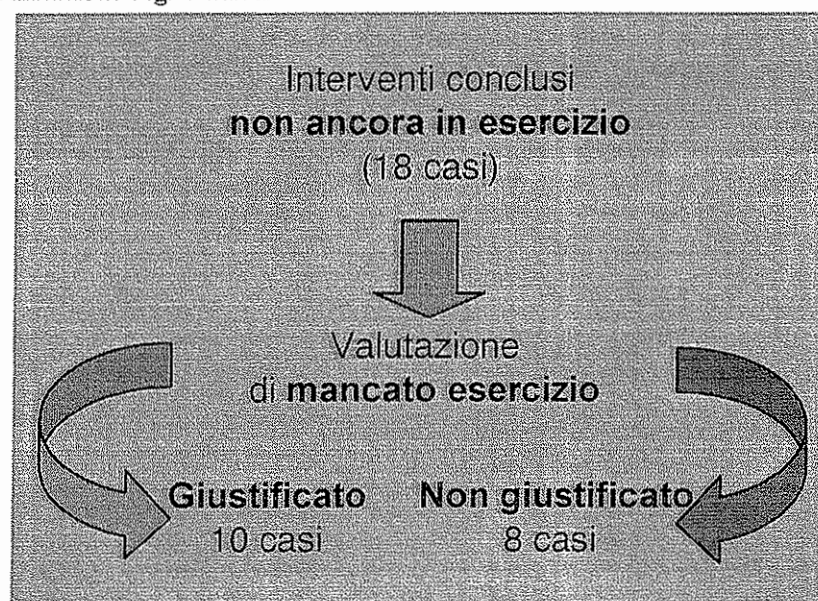 Interventi conclusi
non ancora in esercizio
(18 casi)
Valutazione
di mancato esercizio
Giustificato
10 casi
Non giustificato
8 casi